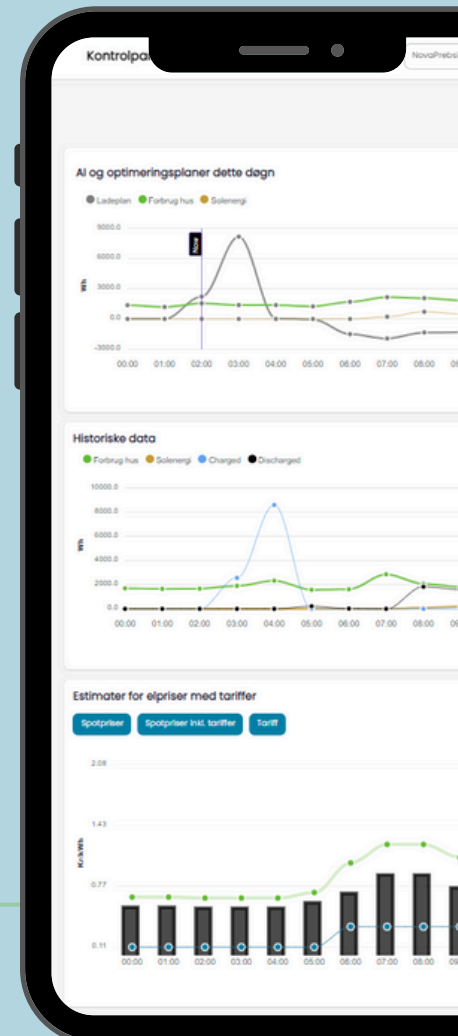 Kontrolpa
NovaPrebsi
AI og optimeringsplaner dette døgn
Ladeplan Forbrug hus Solenergi
9000.0
Now
6000.0
Wh
3000.0
0.0
-3000.0
00:00 01:00 02:00 03:00 04:00 05:00 06:00 07:00 08:00 09
Historiske data
Forbrug hus Solenergi Charged Discharged
10000.0
8000.0
6000.0
Wh
4000.0
2000.0
0.0
00:00 01:00 02:00 03:00 04:00 05:00 06:00 07:00 08:00 09
Estimater for elpriser med tariffer
Spotpriser Spotpriser inkl. tariffer Tariff
2.08
1.43
Kr/kWh
0.77
0.11
00:00 01:00 02:00 03:00 04:00 05:00 06:00 07:00 08:00 09